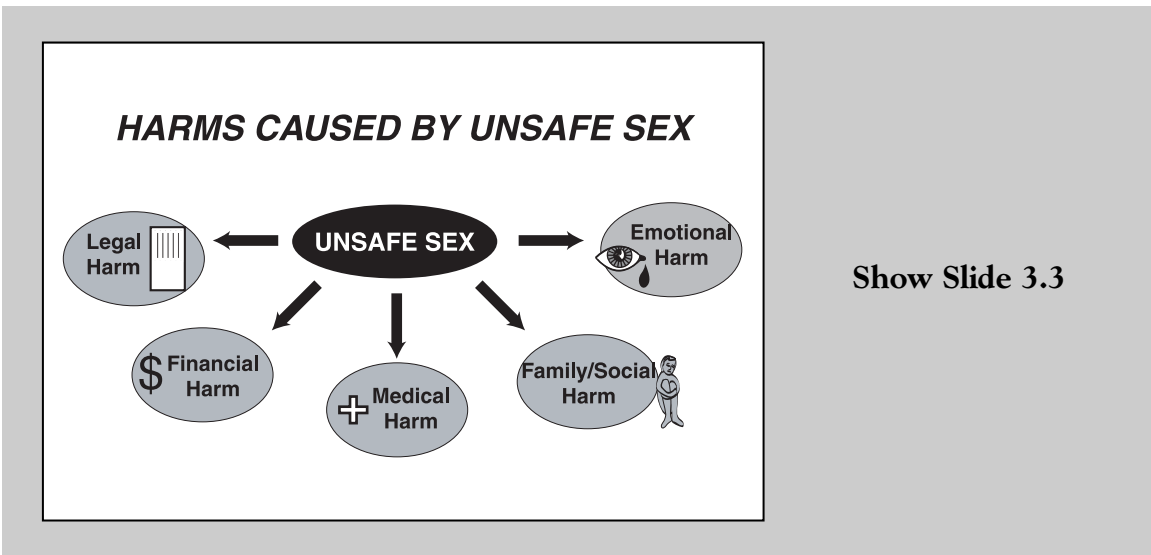 HARMS CAUSED BY UNSAFE SEX
UNSAFE SEX
Legal
Harm
Emotional
Harm
$ Financial
Harm
Medical
Harm
Family/Social
Harm
Show Slide 3.3